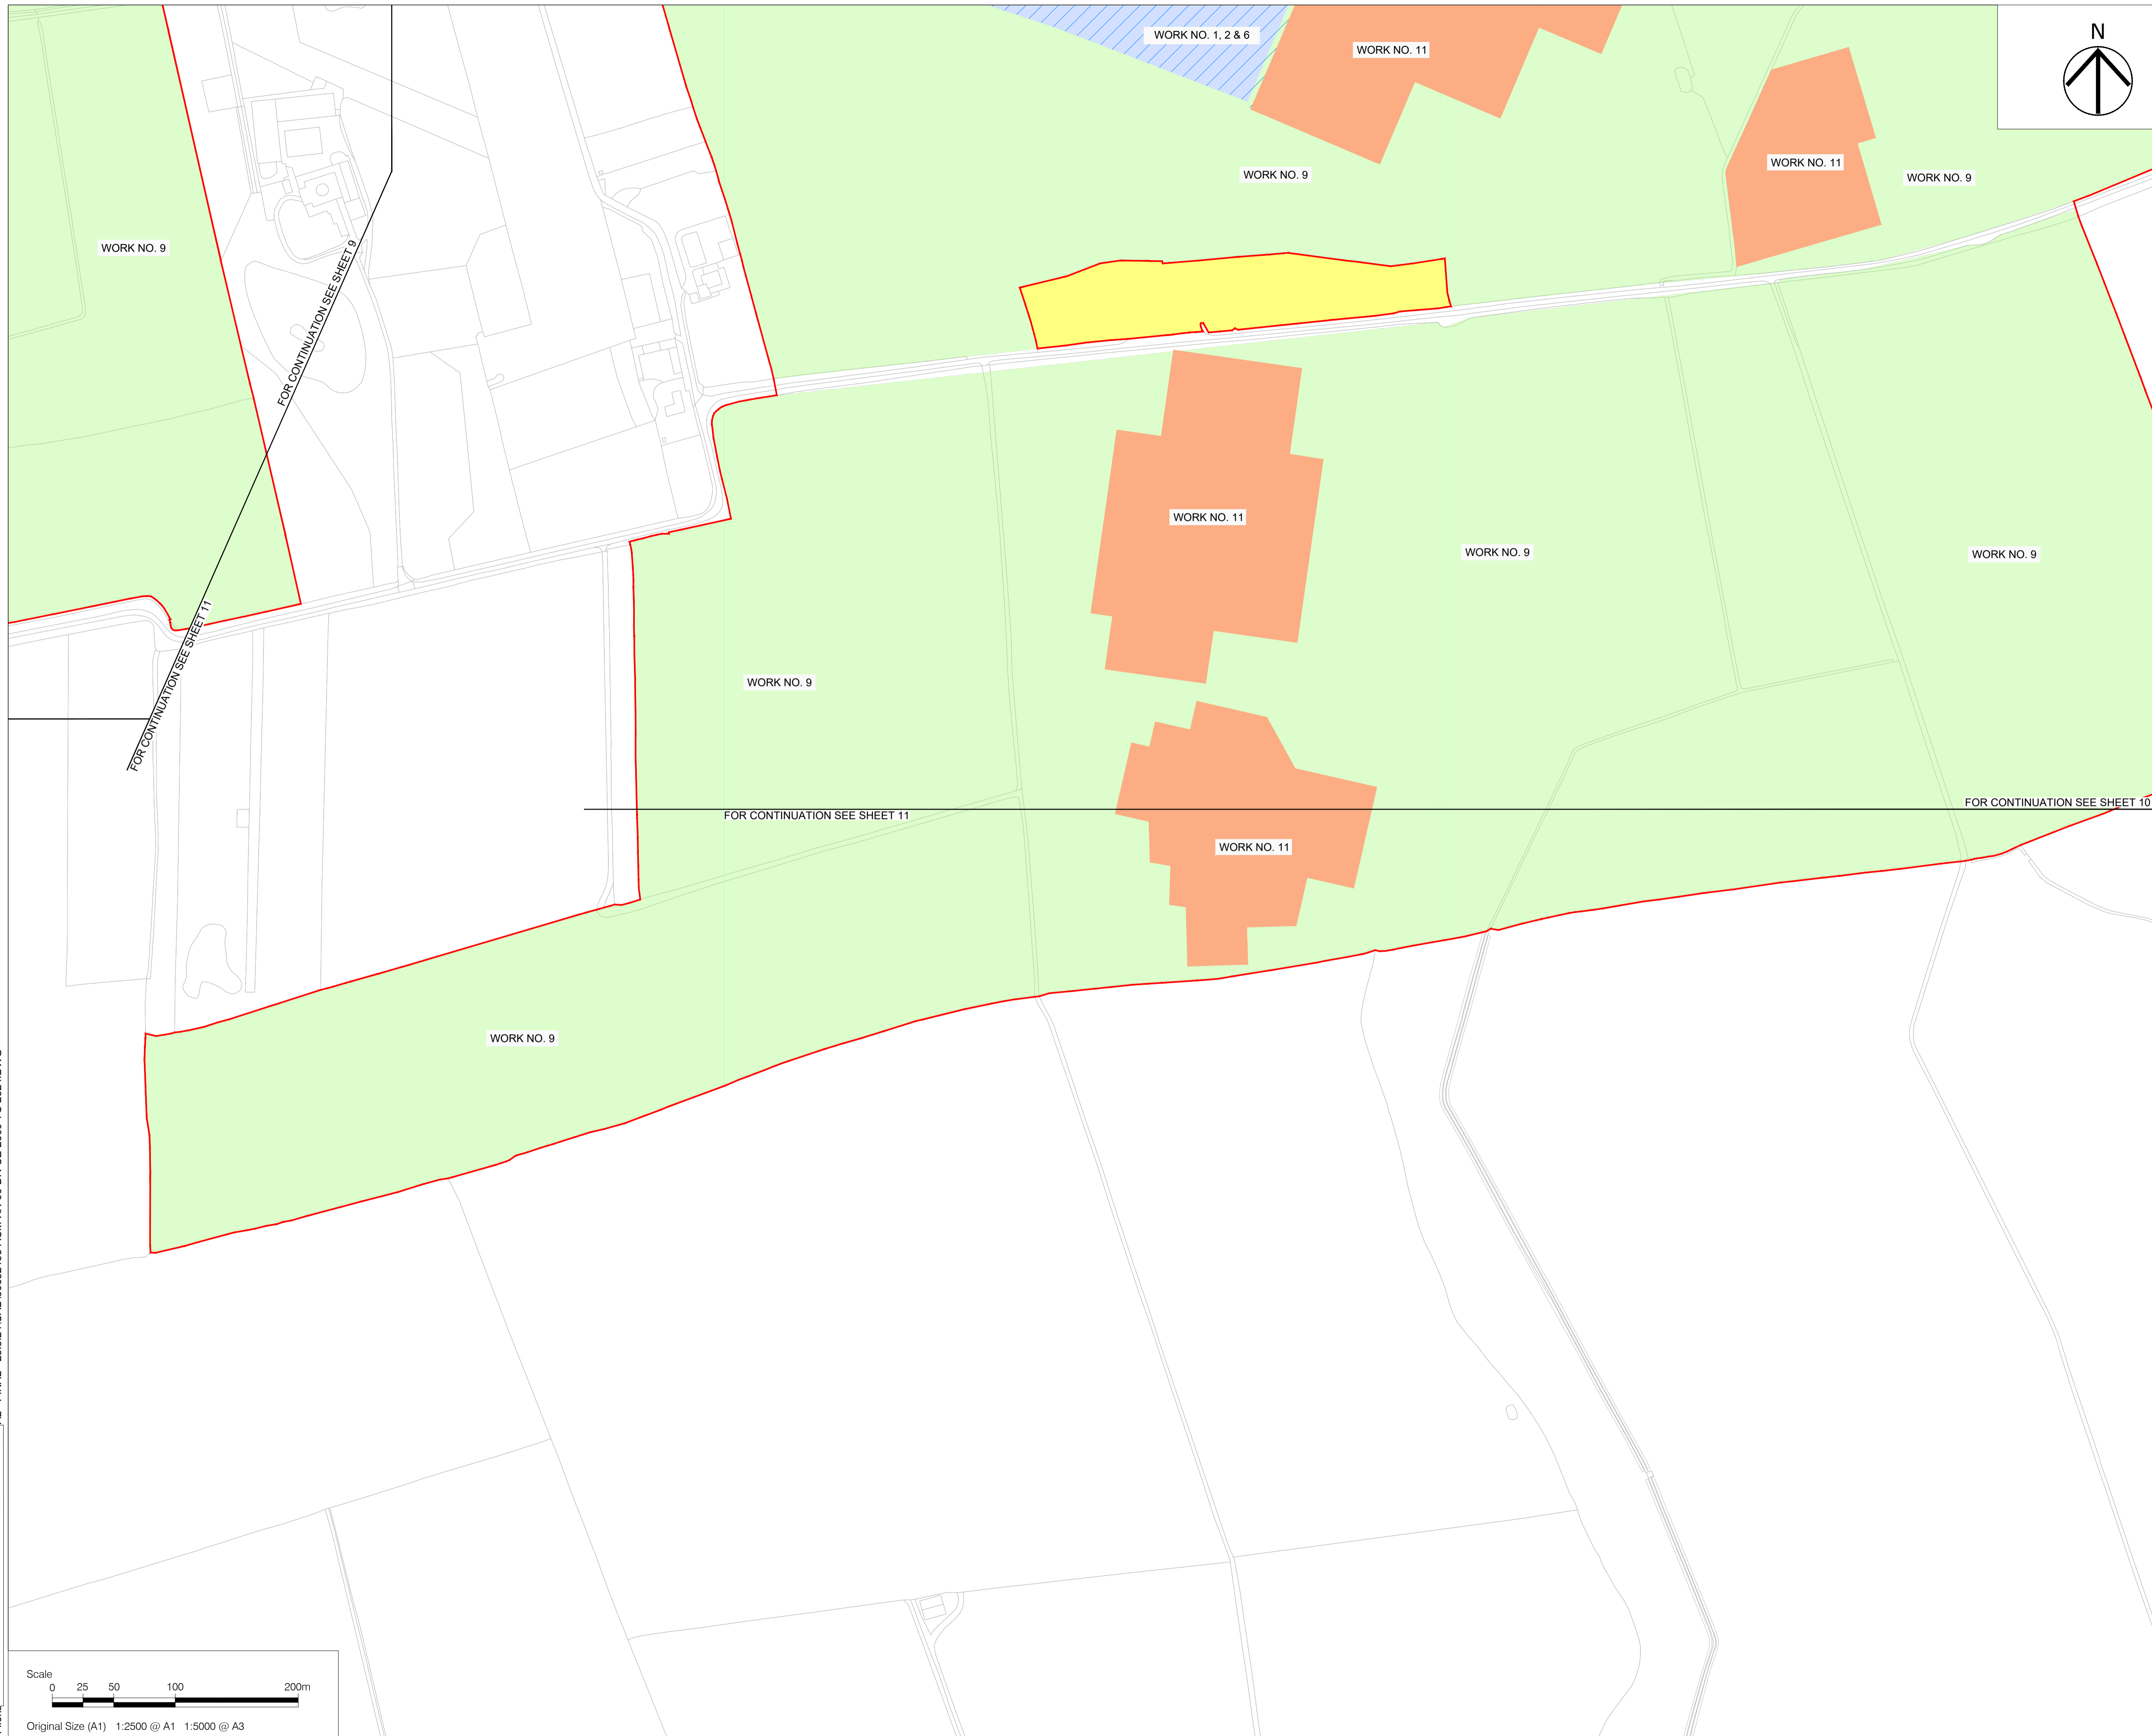 N
WORK NO. 1, 2 & 6
WORK NO. 11
WORK NO. 11
WORK NO. 9
WORK NO. 9
WORK NO. 9
FOR CONTINUATION SEE SHEET 9
WORK NO. 11
WORK NO. 9
WORK NO. 9
FOR CONTINUATION SEE SHEET 11
WORK NO. 9
FOR CONTINUATION SEE SHEET 10
FOR CONTINUATION SEE SHEET 11
WORK NO. 11
WORK NO. 9
Scale
0 25 50 100 200m
Original Size (A1) 1:2500 @ A1 1:5000 @ A3